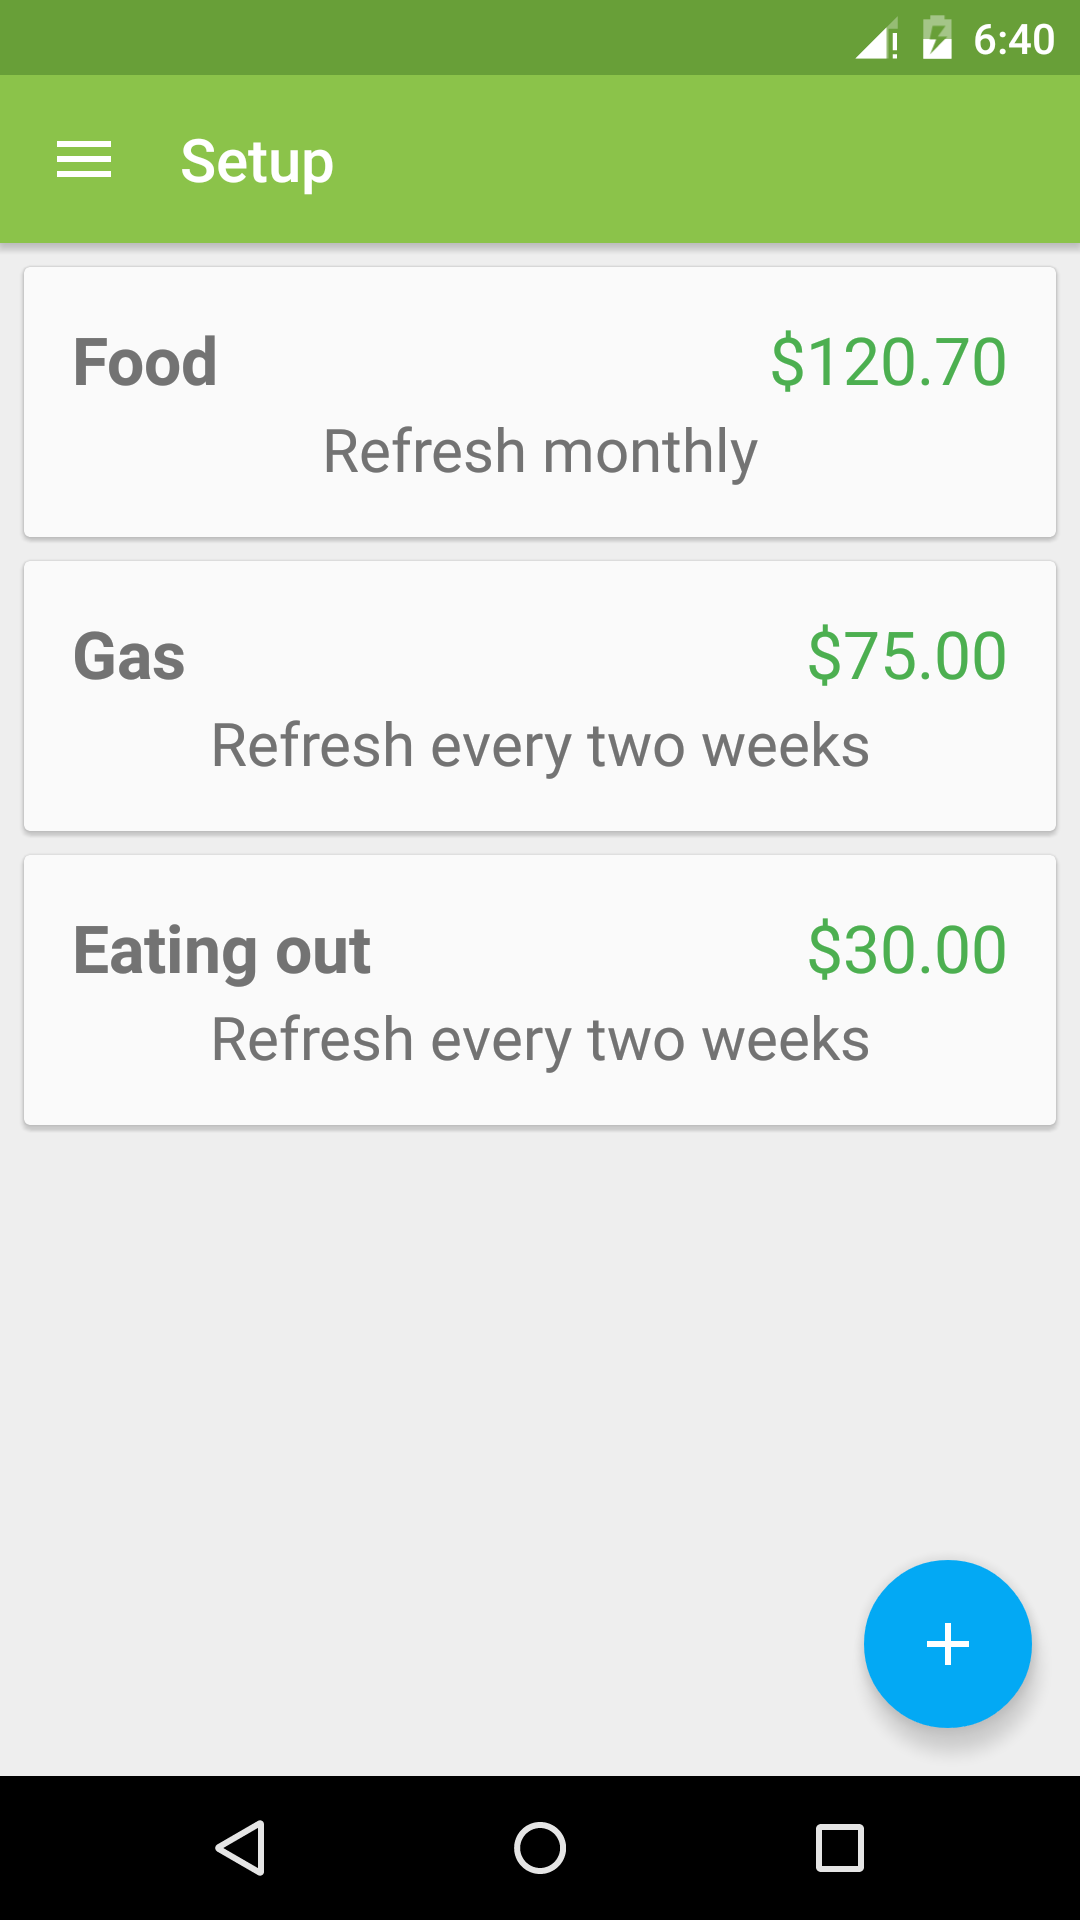 6:40
Setup
Food $120.70
Refresh monthly
Gas $75.00
Refresh every two weeks
Eating out $30.00
Refresh every two weeks